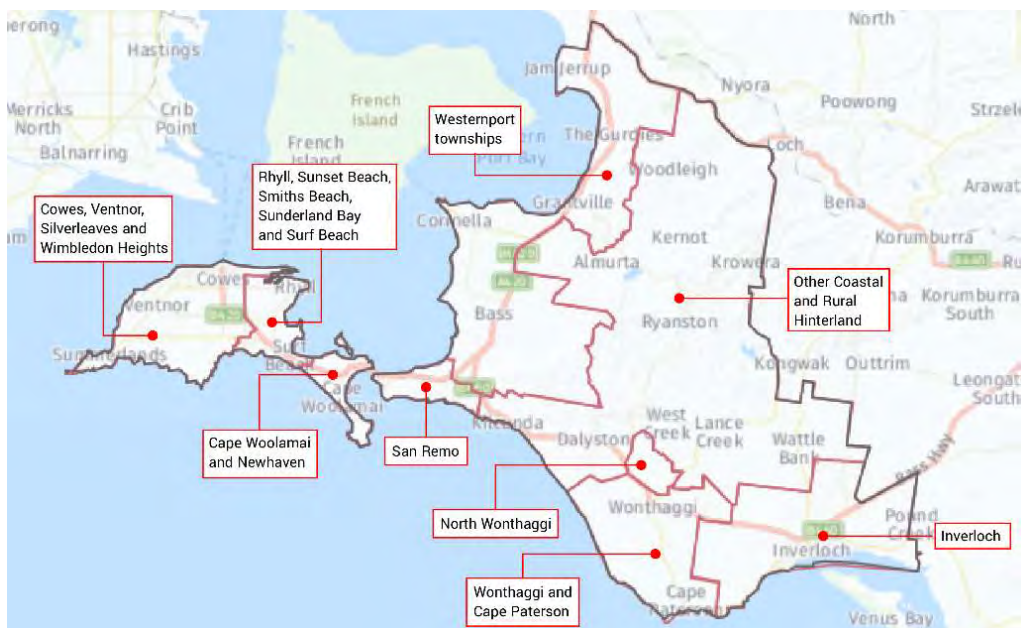 North
Hastings
Jam Jerrup
Nyora
Poowong
Merricks
North
Crib
Point
French
Island
Westernport
townships
The Gurdies
Loch
Balnarring
French
Island
Woodleigh
Rhyll, Sunset Beach,
Smiths Beach,
Sunderland Bay
and Surf Beach
Cowes, Ventnor,
Silverleaves and
Wimbledon Heights
Grantville
Bena
Corinella
Kernot
Korumburra
Almurta
Krowera
Other Coastal
and Rural
Hinterland
Cowes
Rhyll
Ventnor
Bass
Ryanston
Korumburra
South
Summerlands
Surf
Beach
Kongwak
Outtrim
Cape
Woolamai
Leongat
South
Kilcunda
West
Creek
Lance
Creek
Cape Woolamai
and Newhaven
San Remo
Dalyston
Wattle
Bank
Bass Hwy
North Wonthaggi
Wonthaggi
Pound
Creek
Inverloch
Inverloch
Wonthaggi and
Cape Paterson
Cape
Paterson
Venus Bay